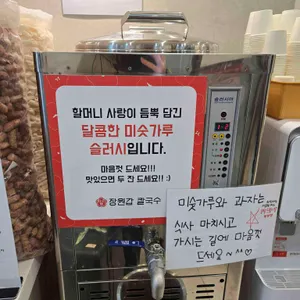 할머니 사랑이 듬뿍 담긴
달콤한 미숫가루
슬러시입니다.
마음껏 드세요!!!
맛있으면 두 잔 드세요!! :)
장원갑 칼국수
미숫가루와 과자는
식사 마치시고
가시는 길에 마음껏
드세요~^^